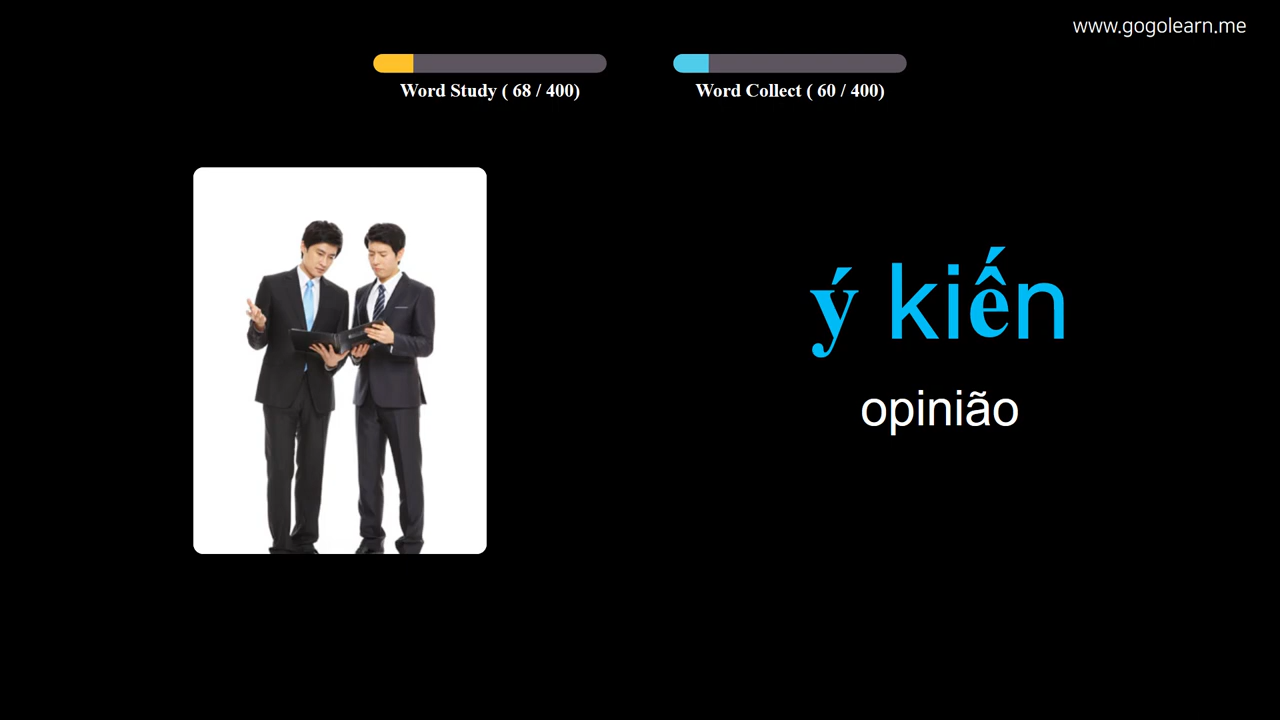 www.gogolearn.me
Word Study ( 68 / 400)
Word Collect ( 60 / 400)
ý kiến
opinião